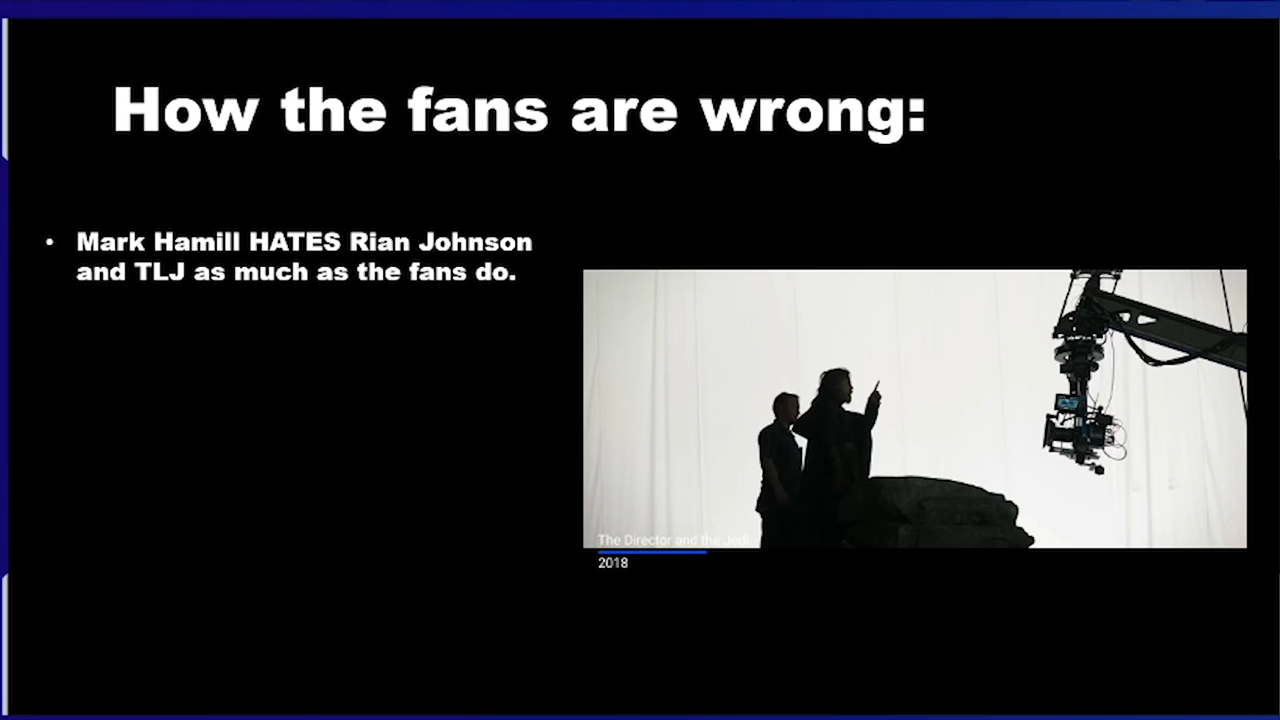 How the fans are wrong:
• Mark Hamill HATES Rian Johnson
and TLJ as much as the fans do.
The Director and the Jedi
2018